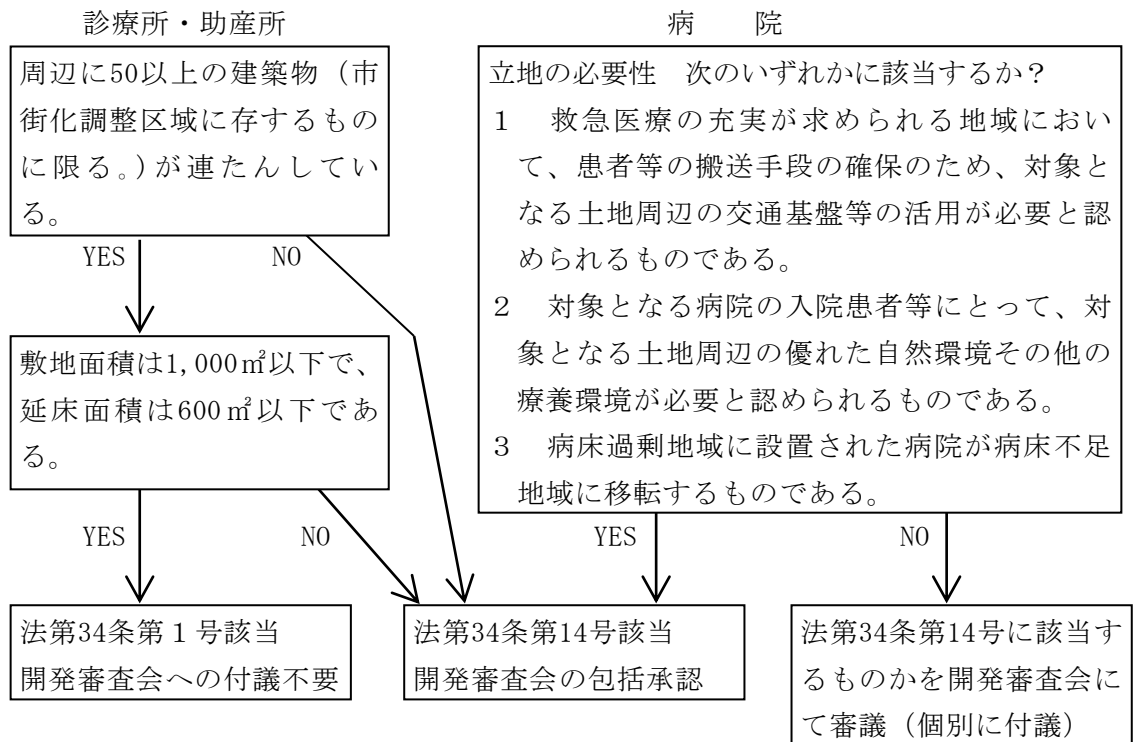 診療所・助産所
周辺に50以上の建築物（市
街化調整区域に存するもの
に限る。）が連たんしてい
る。
YES
NO
敷地面積は1,000㎡以下で、
延床面積は600㎡以下であ
る。
YES
NO
病　　院
立地の必要性　次のいずれかに該当するか？
１　救急医療の充実が求められる地域におい
て、患者等の搬送手段の確保のため、対象と
なる土地周辺の交通基盤等の活用が必要と認
められるものである。
２　対象となる病院の入院患者等にとって、対
象となる土地周辺の優れた自然環境その他の
療養環境が必要と認められるものである。
３　病床過剰地域に設置された病院が病床不足
地域に移転するものである。
YES
NO
法第34条第１号該当
開発審査会への付議不要
法第34条第14号該当
開発審査会の包括承認
法第34条第14号に該当す
るものかを開発審査会に
て審議（個別に付議）